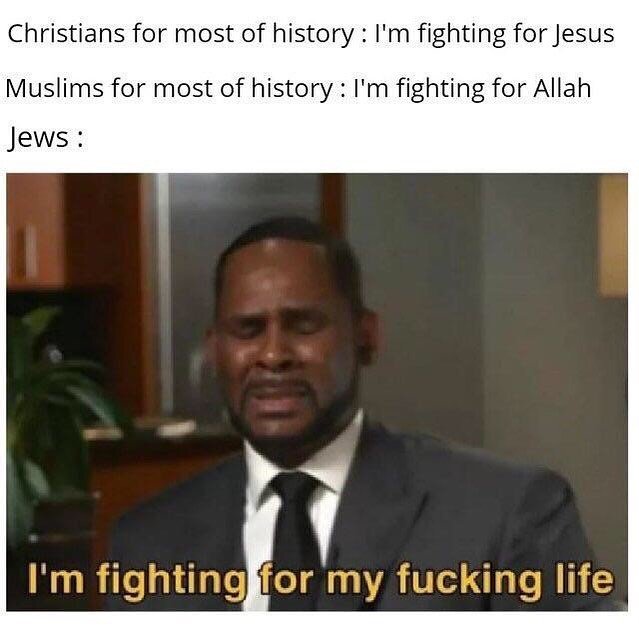 Christians for most of history : I'm fighting for Jesus
Muslims for most of history : I'm fighting for Allah
Jews :
I'm fighting for my fucking life